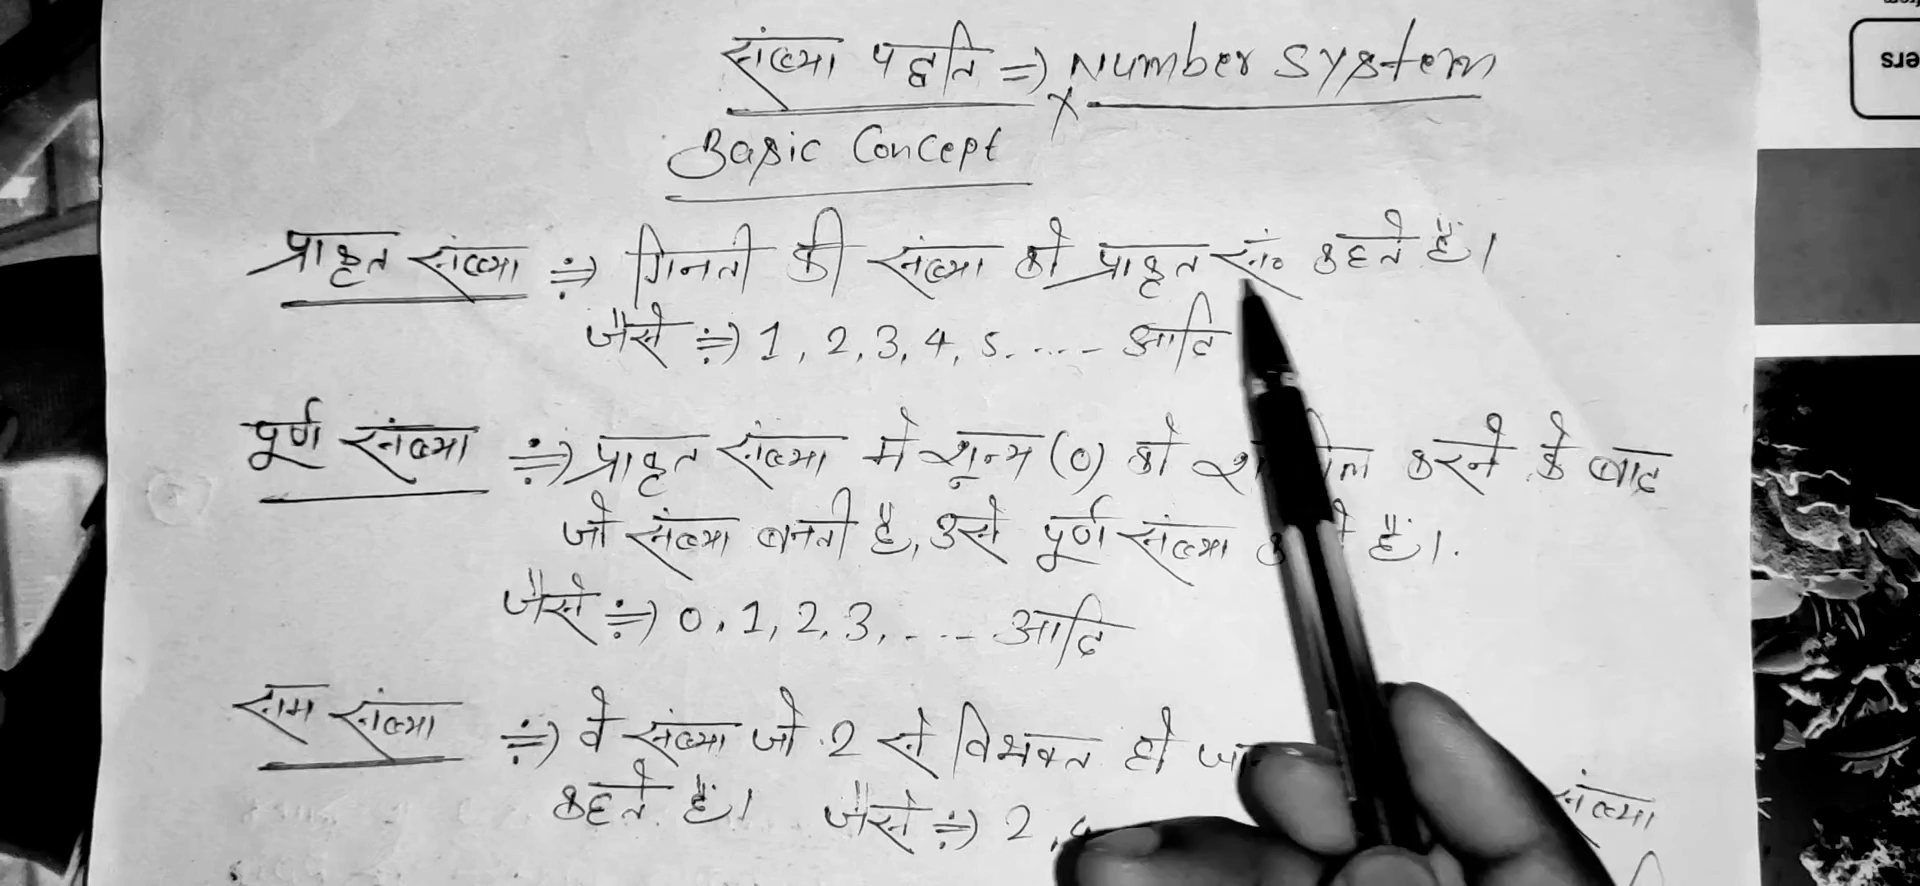 संख्या पद्धति ⇒ Number System
Basic Concept
प्राकृत संख्या ÷⇒ गिनती की संख्या को प्राकृत सं० कहते हैं।
जैसे ÷⇒ 1, 2, 3, 4, 5..... आदि
पूर्ण संख्या ÷⇒ प्राकृत संख्या मे शून्य (0) को करने के बाद
जो संख्या बनती है, उसे पूर्ण संख्या हैं।
जैसे ÷⇒ 0, 1, 2, 3, .... आदि
सम संख्या ÷⇒ वे संख्या जो 2 से विभक्त हो
संख्या
कहते हैं। जैसे ÷⇒ 2,
ers